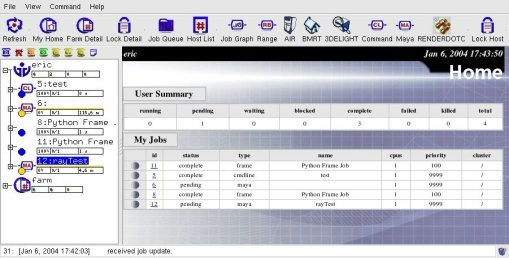 File View Command Help
Refresh My Home Farm Detail Lock Detail Job Queue Host List Job Graph Range AIR BMRT 3DELIGHT Command Maya RENDERDOTC Lock Host
eric
5:test
6:
8:Python Frame .
11:Python Frame
12:rayTest
farm
eric Jan 6, 2004 17:43:50
Home
User Summary
running pending waiting blocked complete failed killed total
0 1 0 0 3 0 0 4
My Jobs
id status type name cpus priority cluster
11 complete frame Python Frame Job 1 100 /
5 complete cmdline test 1 9999 /
6 pending maya 1 9999 /
8 complete frame Python Frame Job 1 100 /
12 pending maya rayTest 1 9999 /
31: [Jan 6, 2004 17:42:03] received job update.